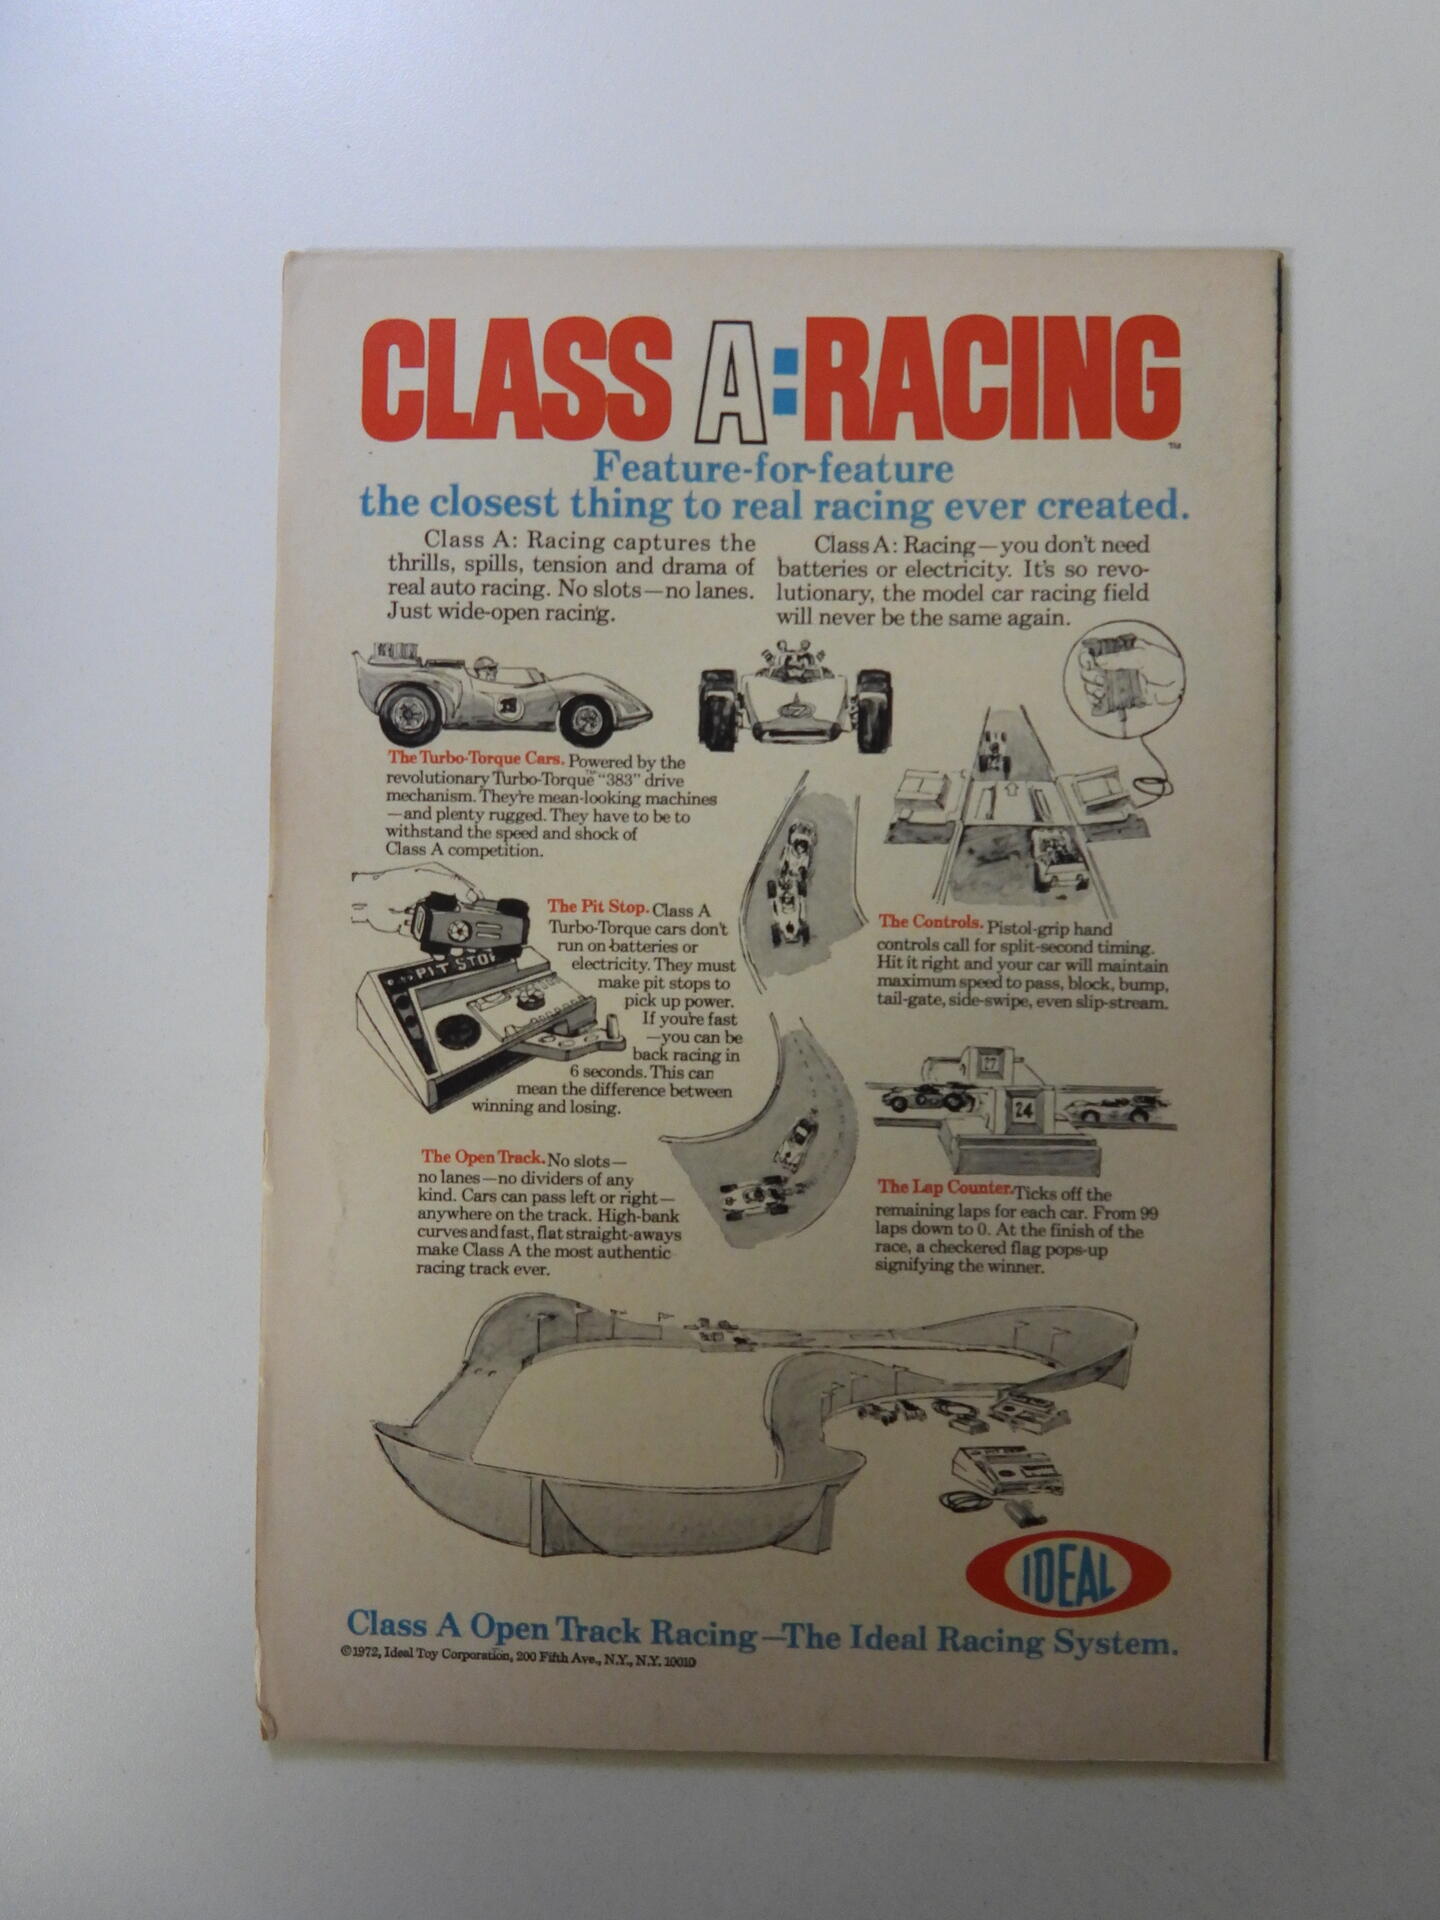 CLASS A:RACING
™
Feature-for-feature
the closest thing to real racing ever created.
Class A: Racing captures the
thrills, spills, tension and drama of
real auto racing. No slots—no lanes.
Just wide-open racing.
Class A: Racing—you don't need
batteries or electricity. It's so revo-
lutionary, the model car racing field
will never be the same again.
The Turbo-Torque Cars. Powered by the
revolutionary Turbo-Torque™ "383" drive
mechanism. They're mean-looking machines
—and plenty rugged. They have to be to
withstand the speed and shock of
Class A competition.
The Pit Stop. Class A
Turbo-Torque cars don't
run on batteries or
electricity. They must
make pit stops to
pick up power.
If you're fast
—you can be
back racing in
6 seconds. This can
mean the difference between
winning and losing.
PIT STOP
The Controls. Pistol-grip hand
controls call for split-second timing.
Hit it right and your car will maintain
maximum speed to pass, block, bump,
tail-gate, side-swipe, even slip-stream.
27
24
The Open Track. No slots—
no lanes—no dividers of any
kind. Cars can pass left or right—
anywhere on the track. High-bank
curves and fast, flat straight-aways
make Class A the most authentic
racing track ever.
The Lap Counter. Ticks off the
remaining laps for each car. From 99
laps down to 0. At the finish of the
race, a checkered flag pops-up
signifying the winner.
IDEAL
Class A Open Track Racing—The Ideal Racing System.
©1972, Ideal Toy Corporation, 200 Fifth Ave., N.Y., N.Y. 10010